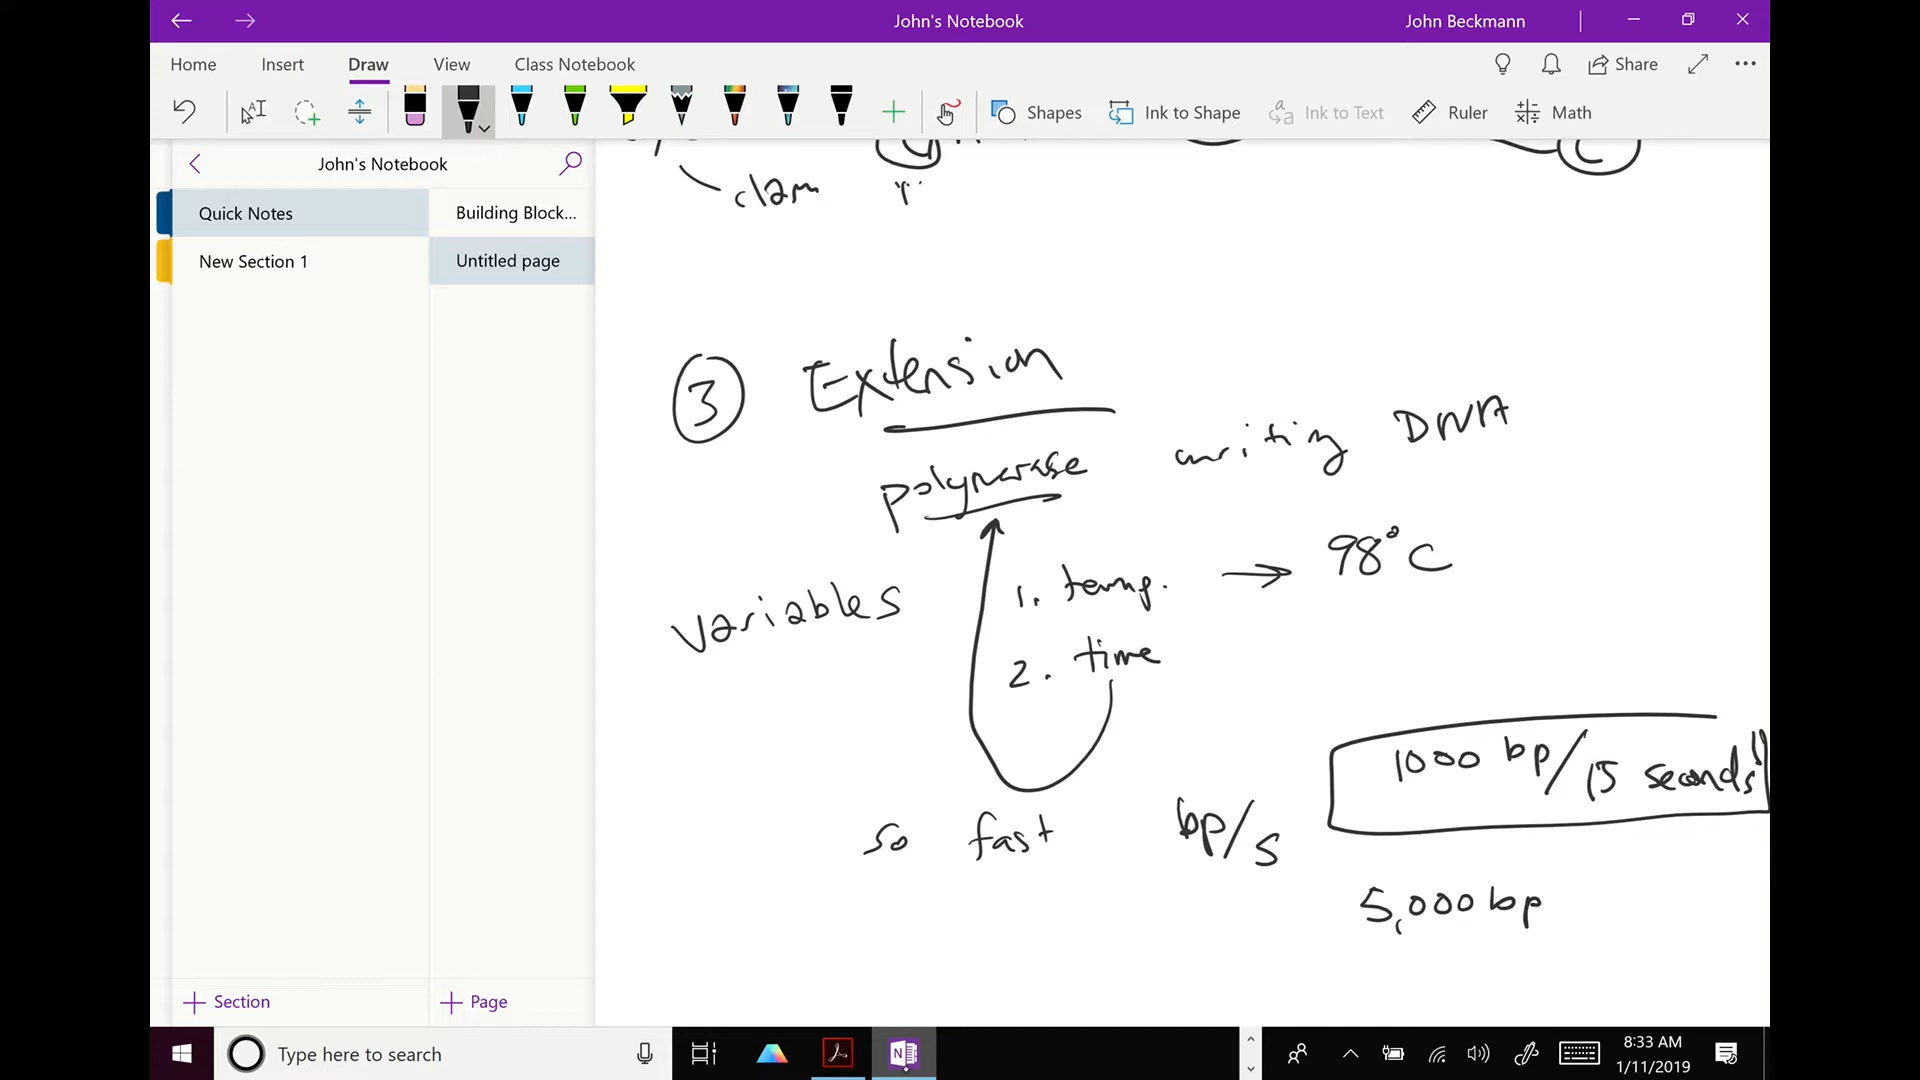 John's Notebook
John Beckmann
Home Insert Draw View Class Notebook
Share
Shapes Ink to Shape Ink to Text Ruler Math
John's Notebook
Quick Notes
New Section 1
Building Block...
Untitled page
clam
C
3 Extension
polymerase writing DNA
variables
1. temp. → 98°C
2. time
1000 bp/15 seconds
so fast bp/s
5,000 bp
+ Section
+ Page
Type here to search
8:33 AM
1/11/2019